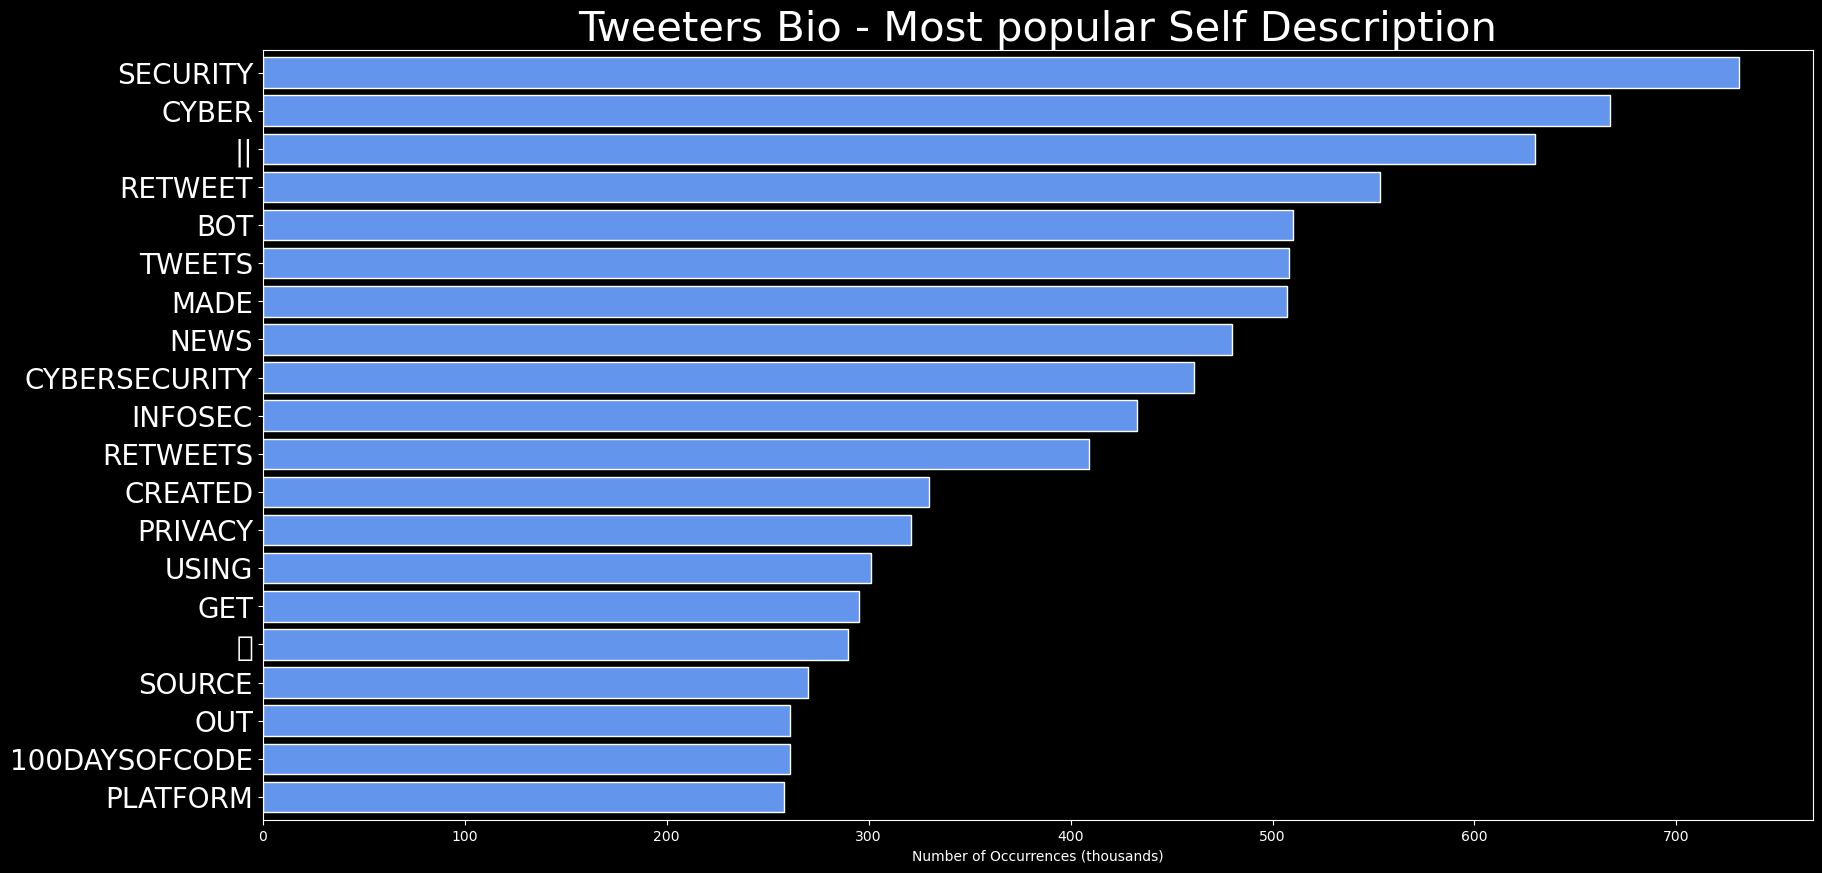 Tweeters Bio - Most popular Self Description
SECURITY
CYBER
||
RETWEET
BOT
TWEETS
MADE
NEWS
CYBERSECURITY
INFOSEC
RETWEETS
CREATED
PRIVACY
USING
GET
SOURCE
OUT
100DAYSOFCODE
PLATFORM
0 100 200 300 400 500 600 700
Number of Occurrences (thousands)